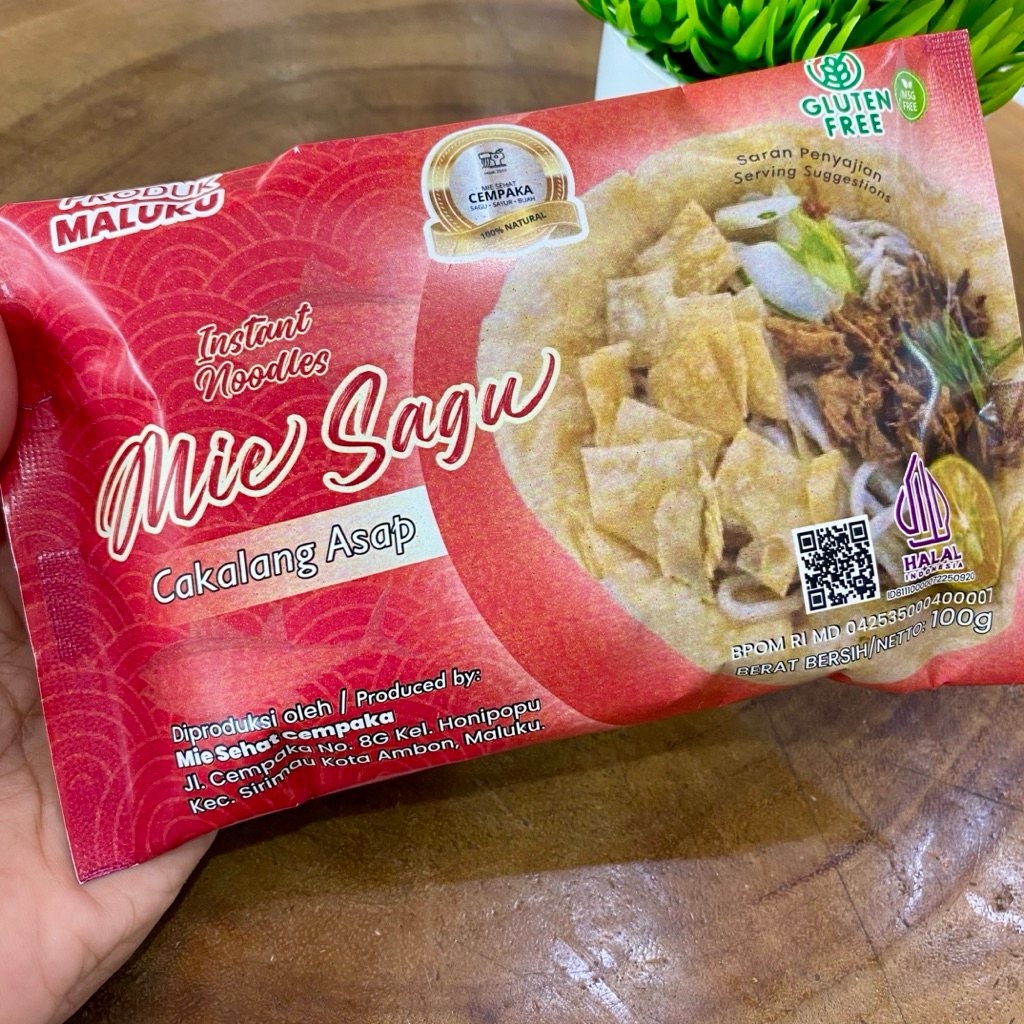 PRODUK
MALUKU
MIE SEHAT
CEMPAKA
SAGU • SAYUR • BUAH
100% NATURAL
GLUTEN
FREE
MSG
FREE
Saran Penyajian
Serving Suggestions
Instant
Noodles
Mie Sagu
Cakalang Asap
HALAL
INDONESIA
BPOM RI MD 042535000400007
BERAT BERSIH/NETTO: 100g
Diproduksi oleh / Produced by:
Mie Sehat Cempaka
Jl. Cempaka No. 8G Kel. Honipopu
Kec. Sirimau Kota Ambon, Maluku.